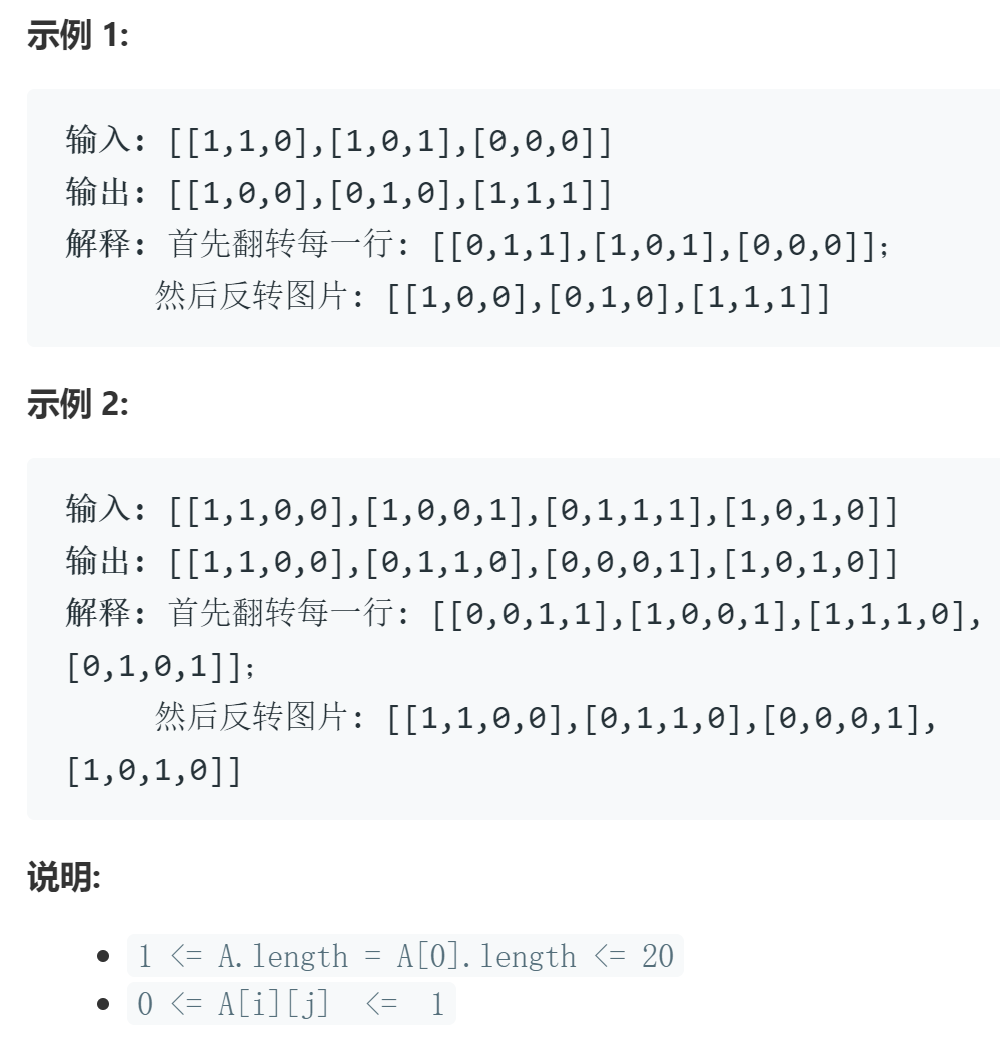 示例 1:
输入: [[1,1,0],[1,0,1],[0,0,0]]
输出: [[1,0,0],[0,1,0],[1,1,1]]
解释: 首先翻转每一行: [[0,1,1],[1,0,1],[0,0,0]];
然后反转图片: [[1,0,0],[0,1,0],[1,1,1]]
示例 2:
输入: [[1,1,0,0],[1,0,0,1],[0,1,1,1],[1,0,1,0]]
输出: [[1,1,0,0],[0,1,1,0],[0,0,0,1],[1,0,1,0]]
解释: 首先翻转每一行: [[0,0,1,1],[1,0,0,1],[1,1,1,0],
[0,1,0,1]];
然后反转图片: [[1,1,0,0],[0,1,1,0],[0,0,0,1],
[1,0,1,0]]
说明:
• 1 <= A.length = A[0].length <= 20
• 0 <= A[i][j] <= 1